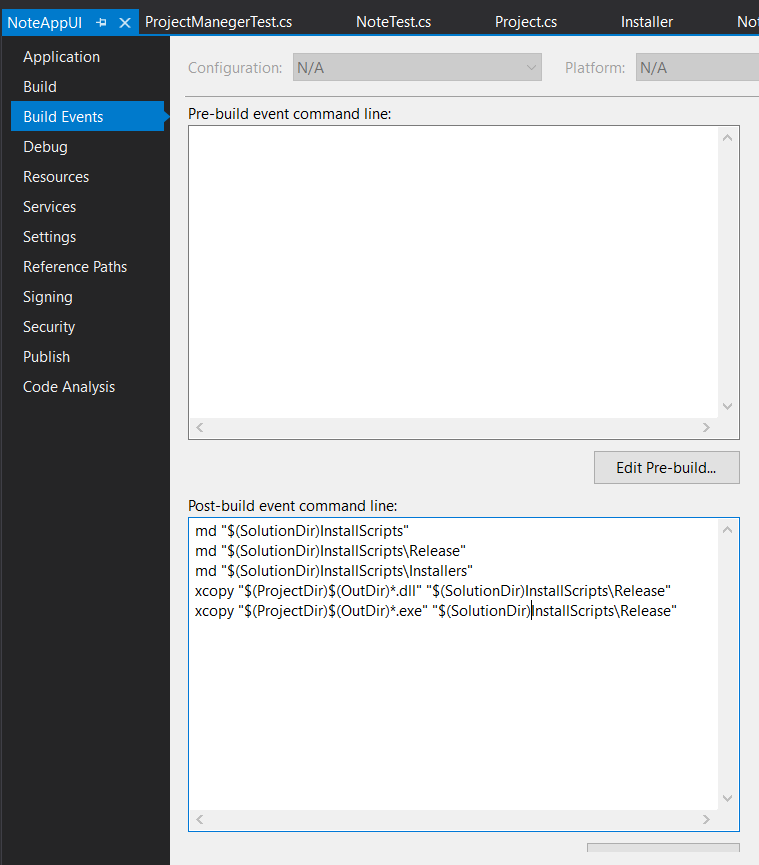 NoteAppUI ProjectManegerTest.cs NoteTest.cs Project.cs Installer
Application
Build
Build Events
Debug
Resources
Services
Settings
Reference Paths
Signing
Security
Publish
Code Analysis
Configuration: N/A Platform: N/A
Pre-build event command line:
Edit Pre-build...
Post-build event command line:
md "$(SolutionDir)InstallScripts"
md "$(SolutionDir)InstallScripts\Release"
md "$(SolutionDir)InstallScripts\Installers"
xcopy "$(ProjectDir)$(OutDir)*.dll" "$(SolutionDir)InstallScripts\Release"
xcopy "$(ProjectDir)$(OutDir)*.exe" "$(SolutionDir)InstallScripts\Release"